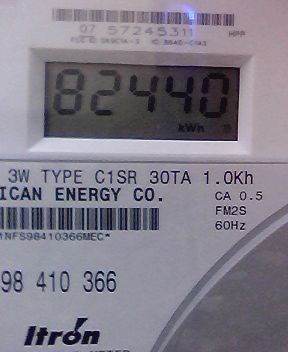 07 57245311
HPP
82440
kWh
3W TYPE C1SR 30TA 1.0Kh
ICAN ENERGY CO.
CA 0.5
FM2S
60Hz
1NFS98410366MEC*
98 410 366
Itron